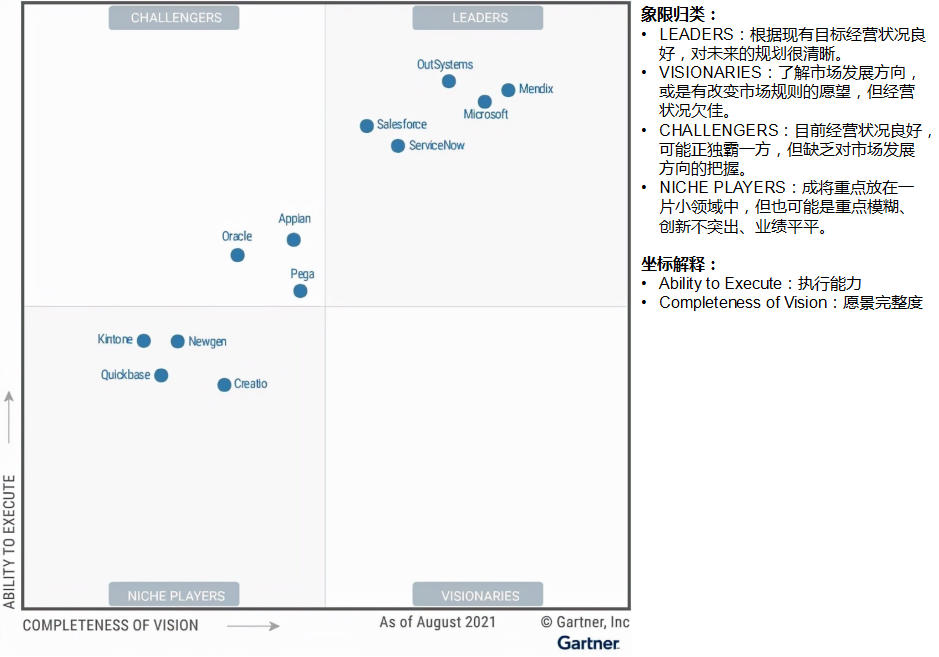 CHALLENGERS
LEADERS
OutSystems
Mendix
Microsoft
Salesforce
ServiceNow
Appian
Oracle
Pega
Kintone
Newgen
Quickbase
Creatio
NICHE PLAYERS
VISIONARIES
ABILITY TO EXECUTE
COMPLETENESS OF VISION
As of August 2021
© Gartner, Inc
Gartner
象限归类：
• LEADERS：根据现有目标经营状况良
好，对未来的规划很清晰。
• VISIONARIES：了解市场发展方向，
或是有改变市场规则的愿望，但经营
状况欠佳。
• CHALLENGERS：目前经营状况良好，
可能正独霸一方，但缺乏对市场发展
方向的把握。
• NICHE PLAYERS：成将重点放在一
片小领域中，但也可能是重点模糊、
创新不突出、业绩平平。
坐标解释：
• Ability to Execute：执行能力
• Completeness of Vision：愿景完整度